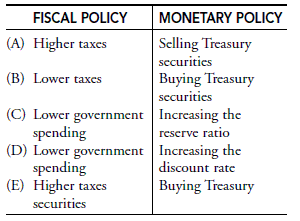 FISCAL POLICY MONETARY POLICY
(A) Higher taxes Selling Treasury
securities
(B) Lower taxes Buying Treasury
securities
(C) Lower government Increasing the
spending reserve ratio
(D) Lower government Increasing the
spending discount rate
(E) Higher taxes Buying Treasury
securities